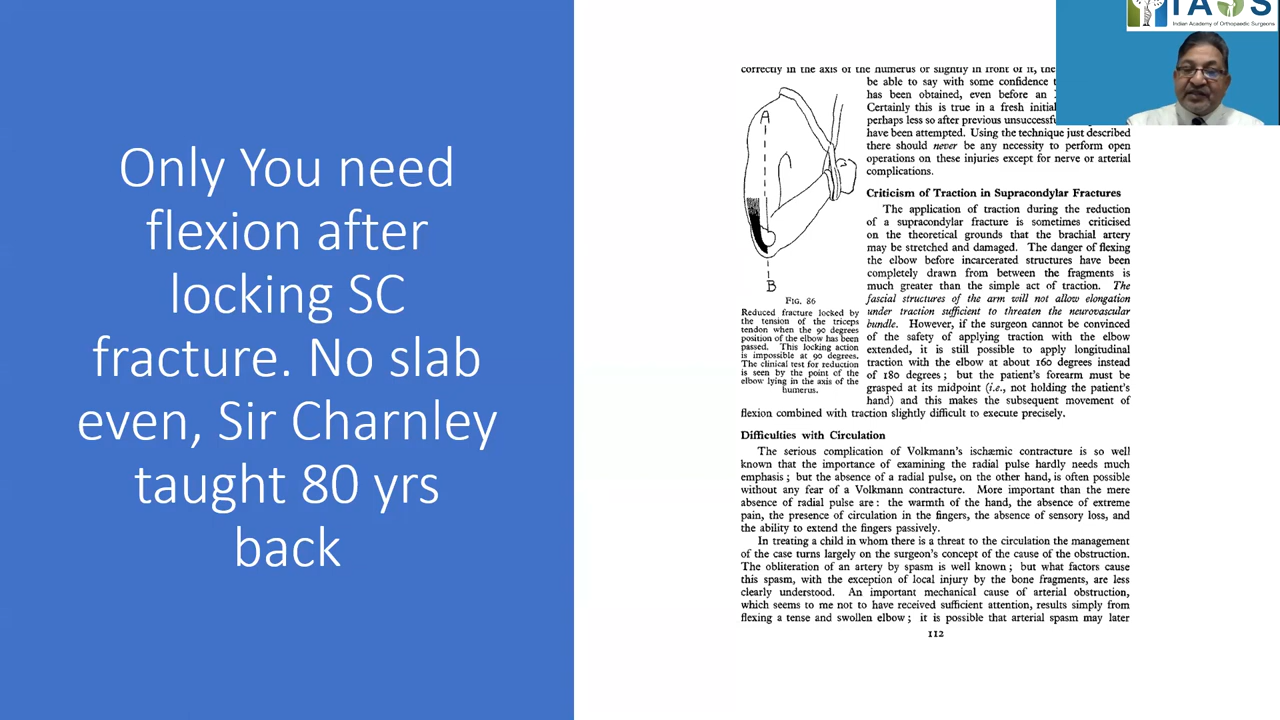 Only You need
flexion after
locking SC
fracture. No slab
even, Sir Charnley
taught 80 yrs
back
IAOS
Indian Academy of Orthopaedic Surgeons
correctly in the axis of the humerus or slightly in front of it, the
be able to say with some confidence
has been obtained, even before an
Certainly this is true in a fresh initial
perhaps less so after previous unsuccessf
have been attempted. Using the technique just described
there should never be any necessity to perform open
operations on these injuries except for nerve or arterial
complications.
A
B
FIG. 86
Reduced fracture locked by
the tension of the triceps
tendon when the 90 degrees
position of the elbow has been
passed. This locking action
is impossible at 90 degrees.
The clinical test for reduction
is seen by the point of the
elbow lying in the axis of the
humerus.
Criticism of Traction in Supracondylar Fractures
The application of traction during the reduction
of a supracondylar fracture is sometimes criticised
on the theoretical grounds that the brachial artery
may be stretched and damaged. The danger of flexing
the elbow before incarcerated structures have been
completely drawn from between the fragments is
much greater than the simple act of traction. The
fascial structures of the arm will not allow elongation
under traction sufficient to threaten the neurovascular
bundle. However, if the surgeon cannot be convinced
of the safety of applying traction with the elbow
extended, it is still possible to apply longitudinal
traction with the elbow at about 160 degrees instead
of 180 degrees; but the patient's forearm must be
grasped at its midpoint (i.e., not holding the patient's
hand) and this makes the subsequent movement of
flexion combined with traction slightly difficult to execute precisely.
Difficulties with Circulation
The serious complication of Volkmann's ischæmic contracture is so well
known that the importance of examining the radial pulse hardly needs much
emphasis; but the absence of a radial pulse, on the other hand, is often possible
without any fear of a Volkmann contracture. More important than the mere
absence of radial pulse are: the warmth of the hand, the absence of extreme
pain, the presence of circulation in the fingers, the absence of sensory loss, and
the ability to extend the fingers passively.
In treating a child in whom there is a threat to the circulation the management
of the case turns largely on the surgeon's concept of the cause of the obstruction.
The obliteration of an artery by spasm is well known; but what factors cause
this spasm, with the exception of local injury by the bone fragments, are less
clearly understood. An important mechanical cause of arterial obstruction,
which seems to me not to have received sufficient attention, results simply from
flexing a tense and swollen elbow; it is possible that arterial spasm may later
112